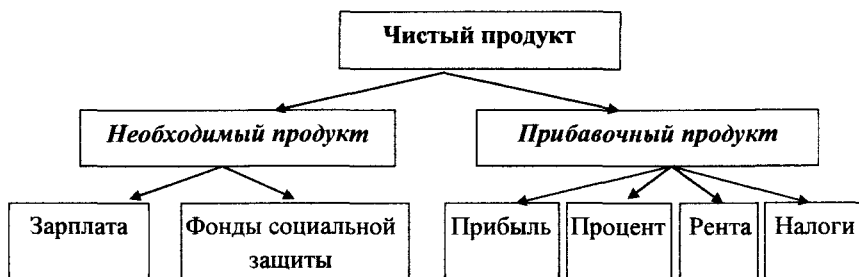 Чистый продукт
Необходимый продукт
Прибавочный продукт
Зарплата
Фонды социальной
защиты
Прибыль
Процент
Рента
Налоги